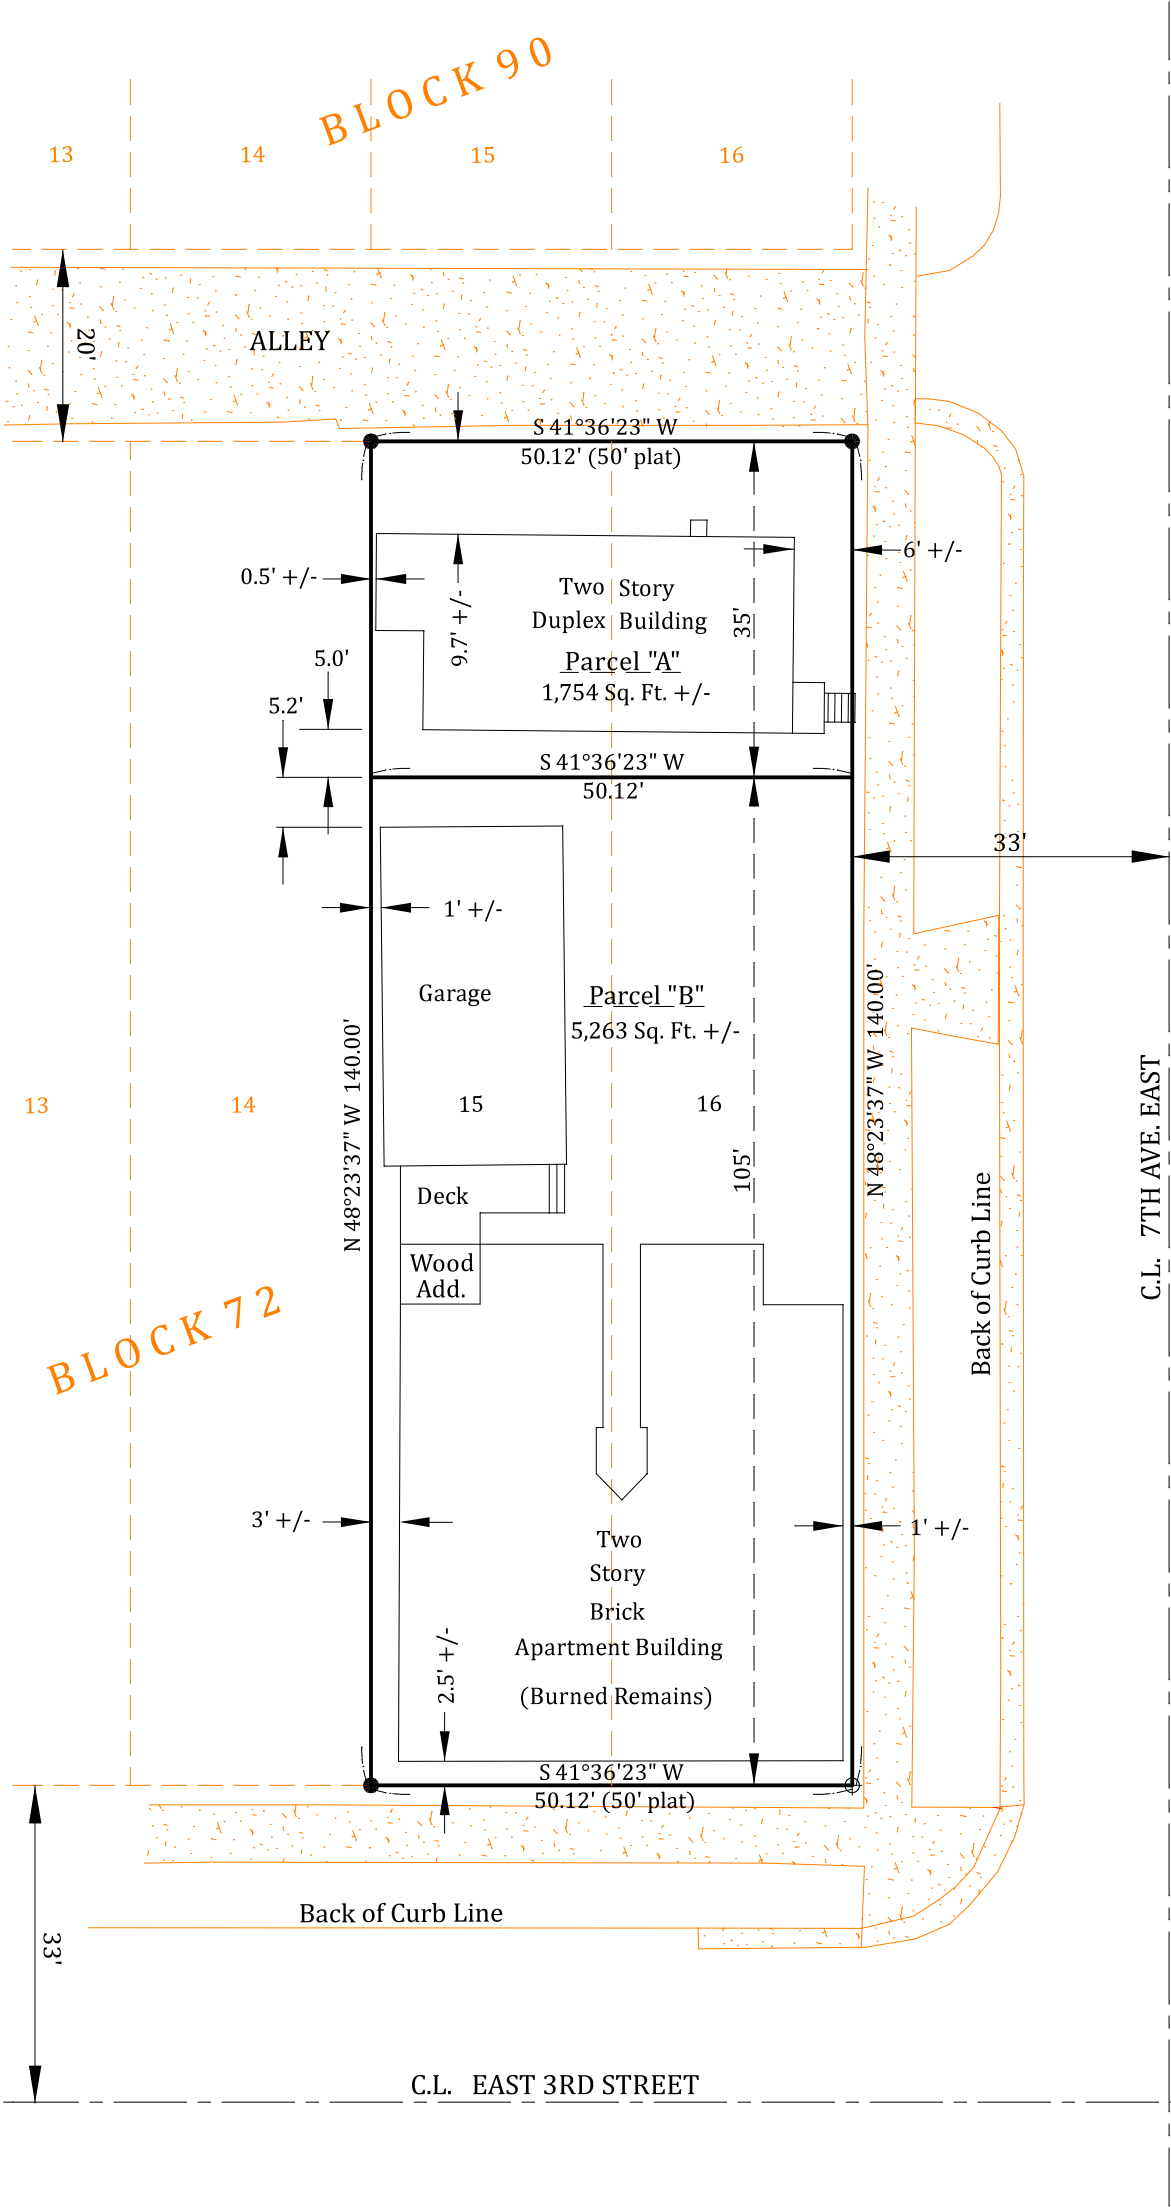 BLOCK 90
13
14
15
16
20'
ALLEY
S 41°36'23" W
50.12' (50' plat)
6' +/-
0.5' +/-
Two Story
Duplex Building
9.7' +/-
35'
5.0'
Parcel "A"
1,754 Sq. Ft. +/-
5.2'
S 41°36'23" W
50.12'
33'
1' +/-
Garage
Parcel "B"
5,263 Sq. Ft. +/-
N 48°23'37" W 140.00'
N 48°23'37" W 140.00'
13
14
15
16
105'
C.L. 7TH AVE. EAST
Deck
Back of Curb Line
Wood
Add.
BLOCK 72
3' +/-
1' +/-
Two
Story
Brick
Apartment Building
(Burned Remains)
2.5' +/-
S 41°36'23" W
50.12' (50' plat)
Back of Curb Line
33'
C.L. EAST 3RD STREET